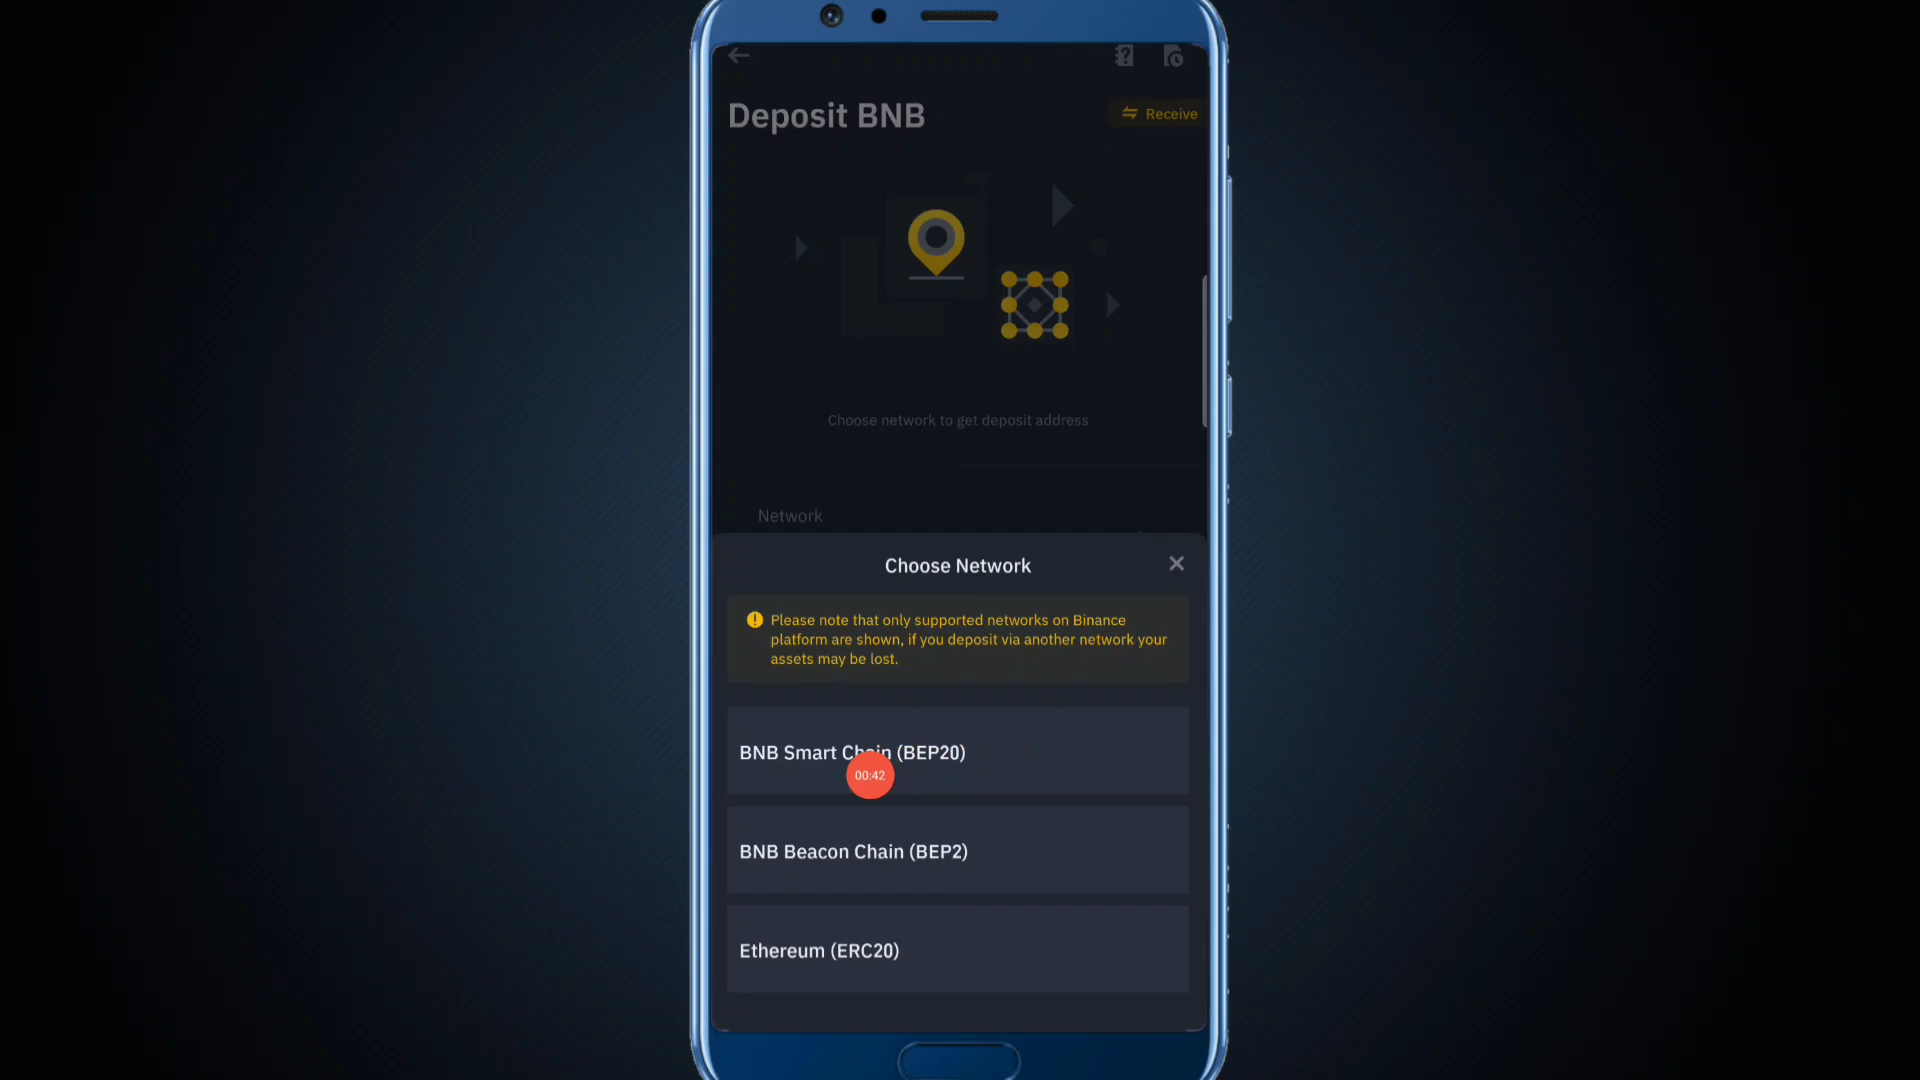 Deposit BNB
Receive
Choose network to get deposit address
Network
Choose Network
Please note that only supported networks on Binance
platform are shown, if you deposit via another network your
assets may be lost.
BNB Smart Chain (BEP20)
00:42
BNB Beacon Chain (BEP2)
Ethereum (ERC20)